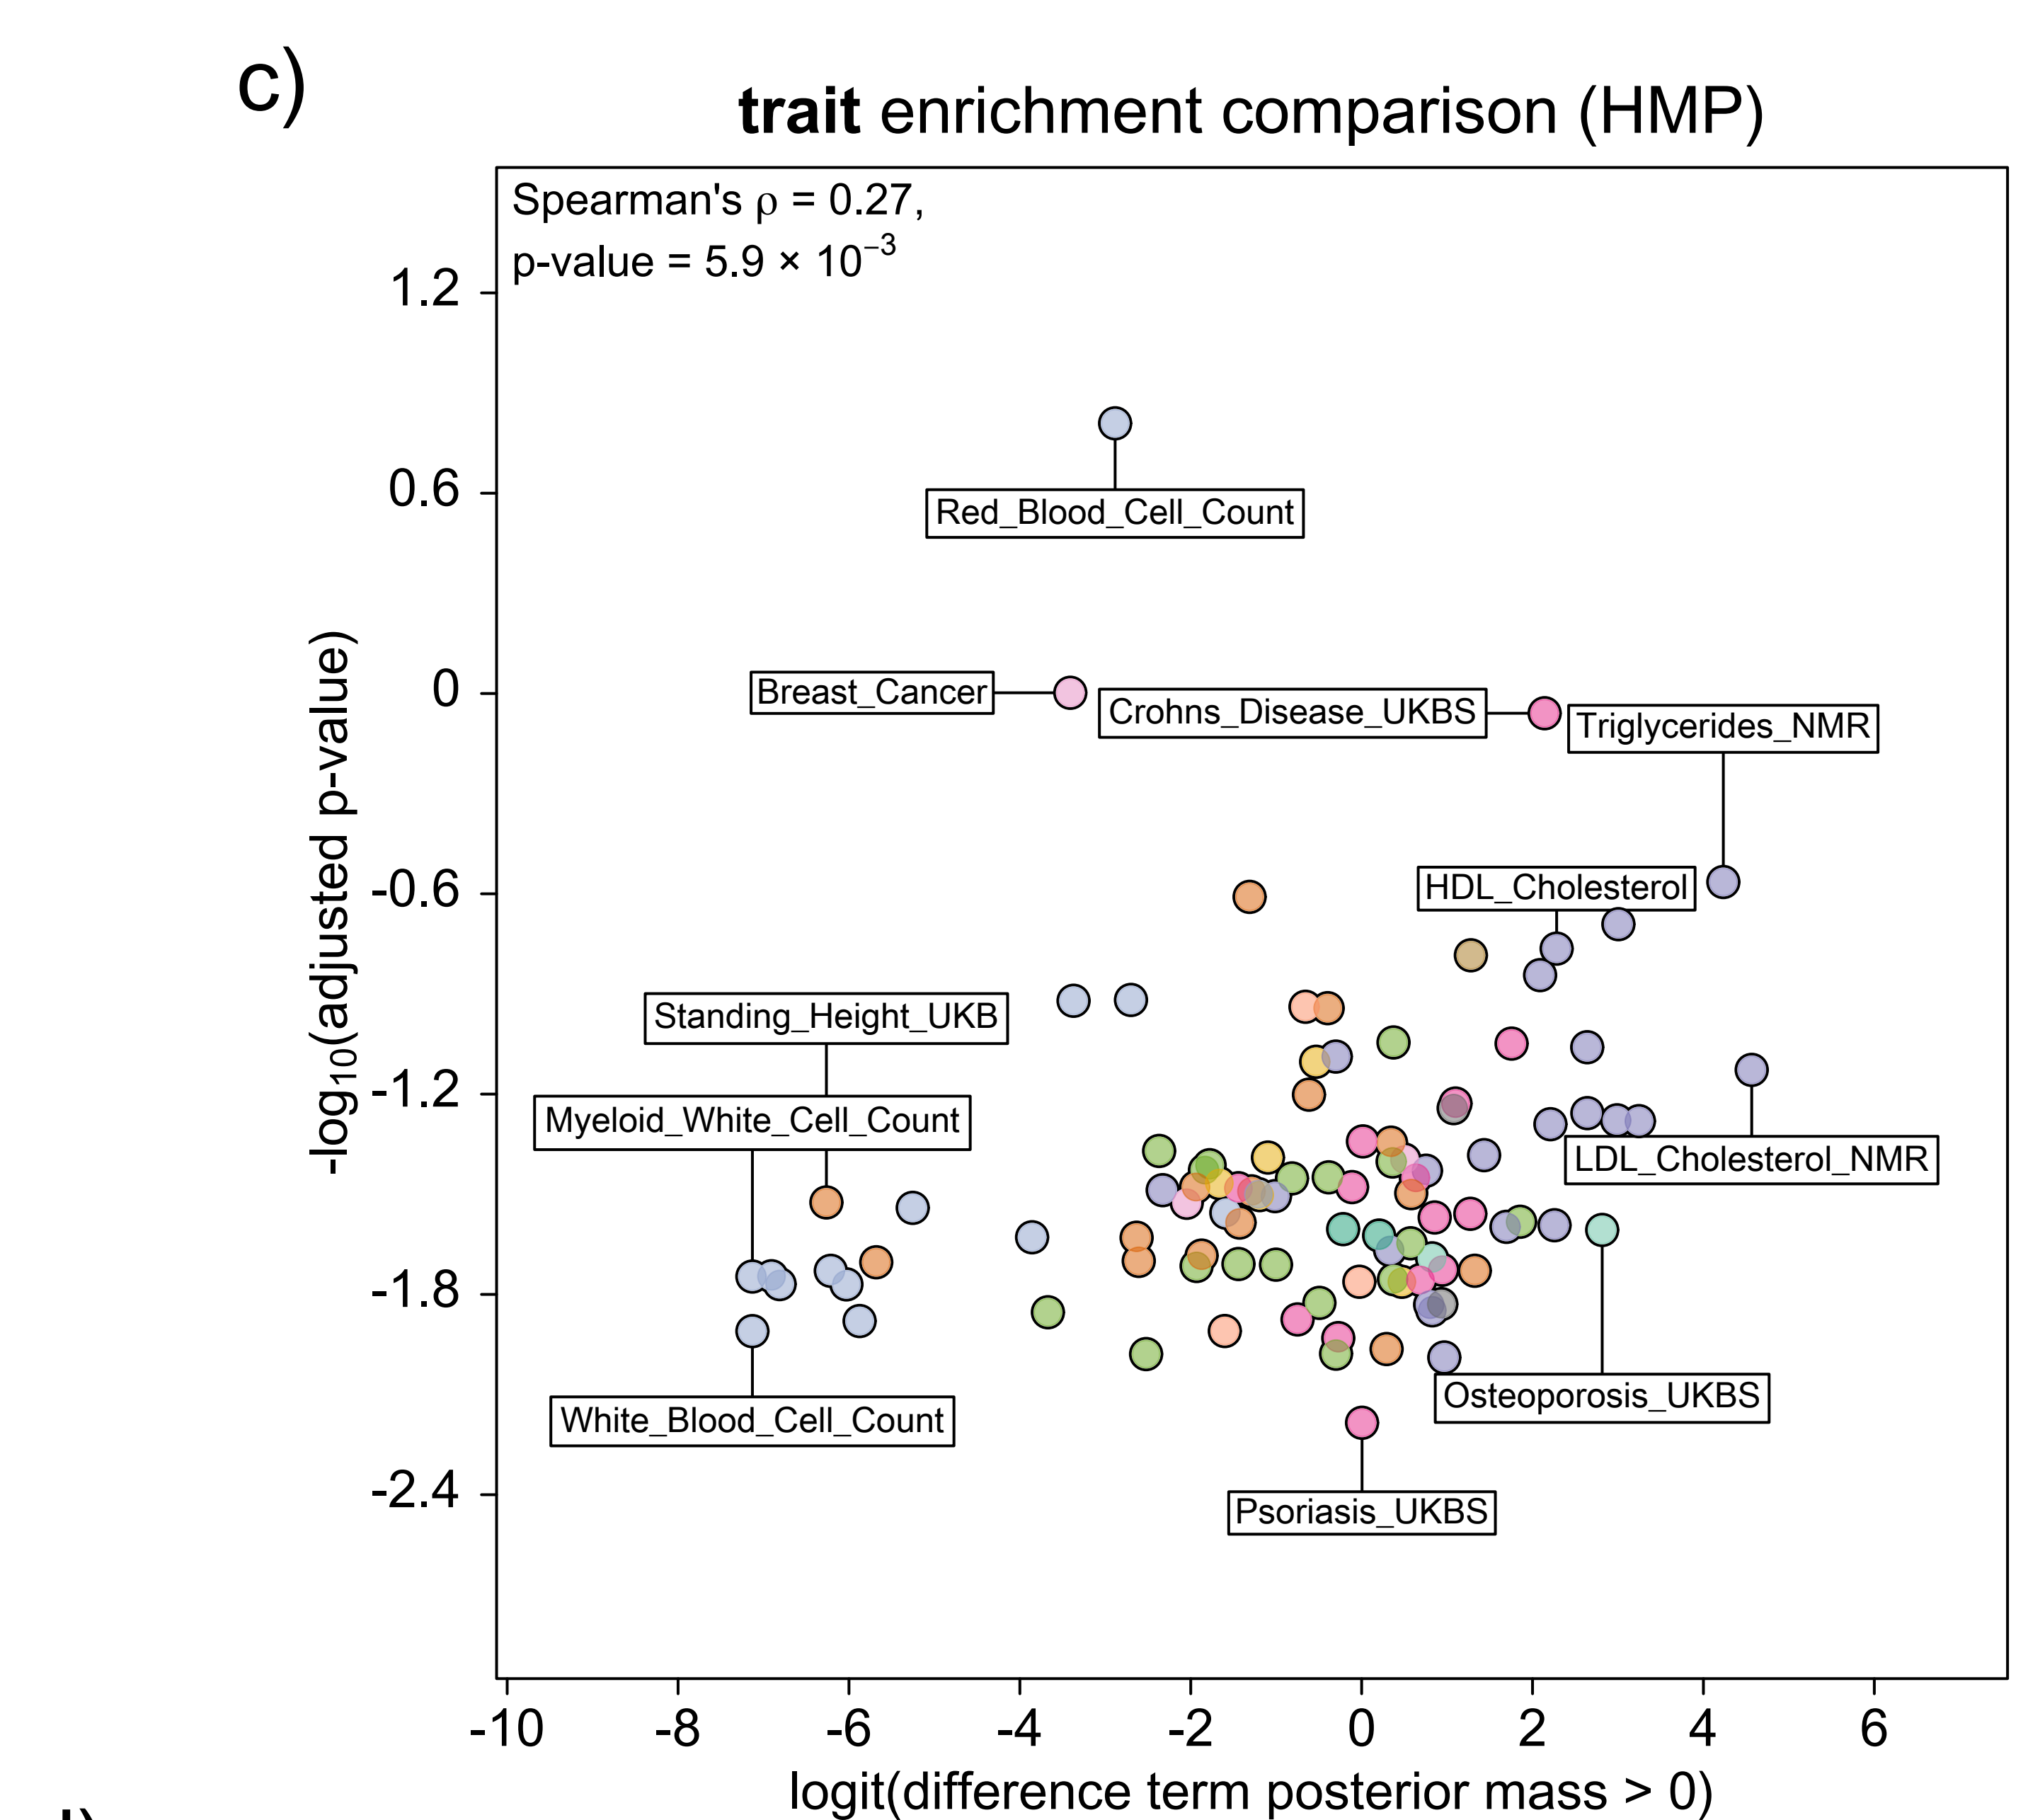 c)
trait enrichment comparison (HMP)
Spearman's ρ = 0.27,
p-value = 5.9 × 10⁻³
1.2
0.6
0
-0.6
-1.2
-1.8
-2.4
-log₁₀(adjusted p-value)
Red_Blood_Cell_Count
Breast_Cancer
Crohns_Disease_UKBS
Triglycerides_NMR
HDL_Cholesterol
Standing_Height_UKB
Myeloid_White_Cell_Count
LDL_Cholesterol_NMR
White_Blood_Cell_Count
Osteoporosis_UKBS
Psoriasis_UKBS
-10 -8 -6 -4 -2 0 2 4 6
logit(difference term posterior mass > 0)